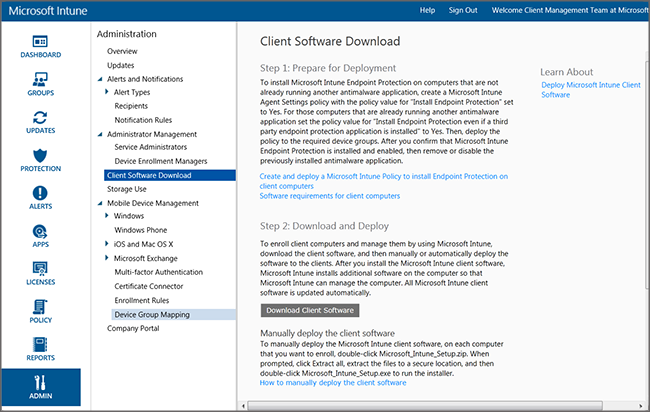 Microsoft Intune
Help Sign Out Welcome Client Management Team at Microsoft
DASHBOARD
GROUPS
UPDATES
PROTECTION
ALERTS
APPS
LICENSES
POLICY
REPORTS
ADMIN
Administration
Overview
Updates
Alerts and Notifications
Alert Types
Recipients
Notification Rules
Administrator Management
Service Administrators
Device Enrollment Managers
Client Software Download
Storage Use
Mobile Device Management
Windows
Windows Phone
iOS and Mac OS X
Microsoft Exchange
Multi-factor Authentication
Certificate Connector
Enrollment Rules
Device Group Mapping
Company Portal
Client Software Download
Step 1: Prepare for Deployment
To install Microsoft Intune Endpoint Protection on computers that are not
already running another antimalware application, create a Microsoft Intune
Agent Settings policy with the policy value for "Install Endpoint Protection" set
to Yes. For those computers that are already running another antimalware
application set the policy value for "Install Endpoint Protection even if a third
party endpoint protection application is installed" to Yes. Then, deploy the
policy to the required device groups. After you confirm that Microsoft Intune
Endpoint Protection is installed and enabled, then remove or disable the
previously installed antimalware application.
Create and deploy a Microsoft Intune Policy to install Endpoint Protection on
client computers
Software requirements for client computers
Step 2: Download and Deploy
To enroll client computers and manage them by using Microsoft Intune,
download the client software, and then manually or automatically deploy the
software to the clients. After you install the Microsoft Intune client software,
Microsoft Intune installs additional software on the computer so that
Microsoft Intune can manage the computer. All Microsoft Intune client
software is updated automatically.
Download Client Software
Manually deploy the client software
To manually deploy the Microsoft Intune client software, on each computer
that you want to enroll, double-click Microsoft_Intune_Setup.zip. When
prompted, click Extract all, extract the files to a secure location, and then
double-click Microsoft_Intune_Setup.exe to run the installer.
How to manually deploy the client software
Learn About
Deploy Microsoft Intune Client
Software